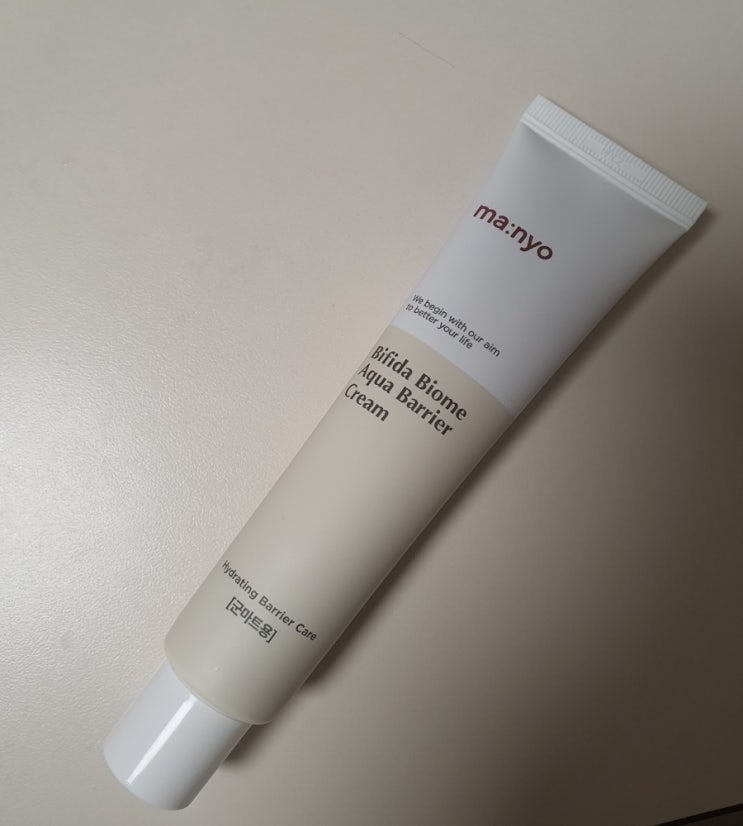 ma:nyo
We begin with our aim
to better your life
Bifida Biome
Aqua Barrier
Cream
Hydrating Barrier Care
[군마트용]